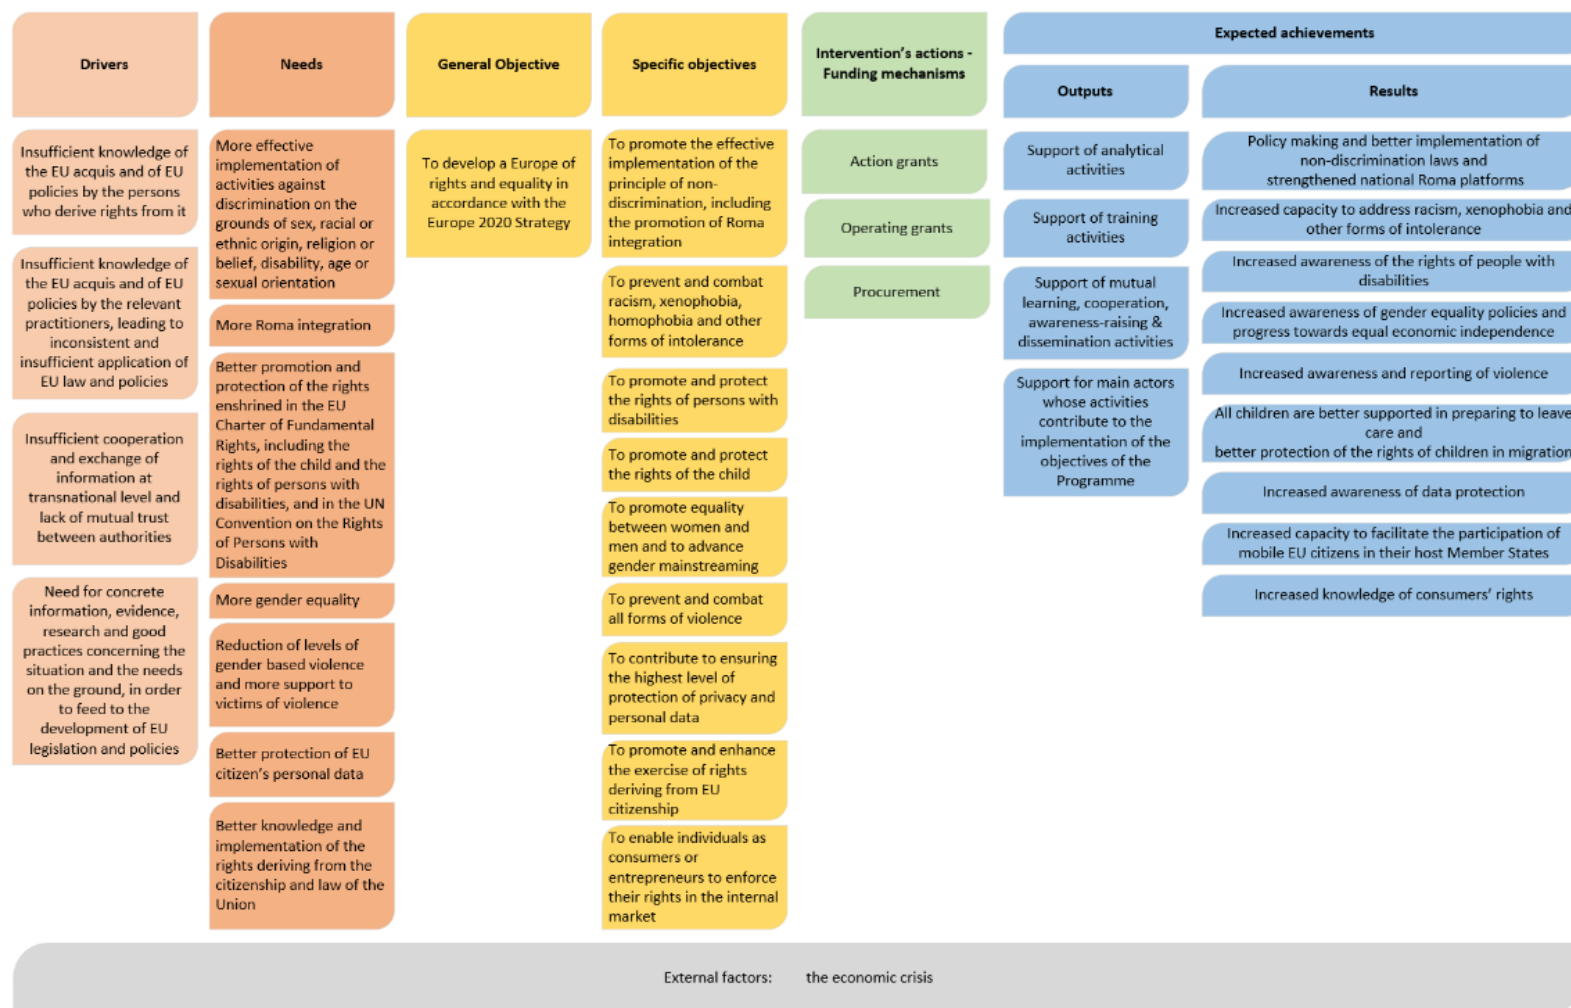 Drivers
Needs
General Objective
Specific objectives
Intervention's actions -
Funding mechanisms
Expected achievements
Outputs
Results
Insufficient knowledge of
the EU acquis and of EU
policies by the persons
who derive rights from it
Insufficient knowledge of
the EU acquis and of EU
policies by the relevant
practitioners, leading to
inconsistent and
insufficient application of
EU law and policies
Insufficient cooperation
and exchange of
information at
transnational level and
lack of mutual trust
between authorities
Need for concrete
information, evidence,
research and good
practices concerning the
situation and the needs
on the ground, in order
to feed to the
development of EU
legislation and policies
More effective
implementation of
activities against
discrimination on the
grounds of sex, racial or
ethnic origin, religion or
belief, disability, age or
sexual orientation
More Roma integration
Better promotion and
protection of the rights
enshrined in the EU
Charter of Fundamental
Rights, including the
rights of the child and the
rights of persons with
disabilities, and in the UN
Convention on the Rights
of Persons with
Disabilities
More gender equality
Reduction of levels of
gender based violence
and more support to
victims of violence
Better protection of EU
citizen's personal data
Better knowledge and
implementation of the
rights deriving from the
citizenship and law of the
Union
To develop a Europe of
rights and equality in
accordance with the
Europe 2020 Strategy
To promote the effective
implementation of the
principle of non-
discrimination, including
the promotion of Roma
integration
To prevent and combat
racism, xenophobia,
homophobia and other
forms of intolerance
To promote and protect
the rights of persons with
disabilities
To promote and protect
the rights of the child
To promote equality
between women and
men and to advance
gender mainstreaming
To prevent and combat
all forms of violence
To contribute to ensuring
the highest level of
protection of privacy and
personal data
To promote and enhance
the exercise of rights
deriving from EU
citizenship
To enable individuals as
consumers or
entrepreneurs to enforce
their rights in the internal
market
Action grants
Operating grants
Procurement
Support of analytical
activities
Support of training
activities
Support of mutual
learning, cooperation,
awareness-raising &
dissemination activities
Support for main actors
whose activities
contribute to the
implementation of the
objectives of the
Programme
Policy making and better implementation of
non-discrimination laws and
strengthened national Roma platforms
Increased capacity to address racism, xenophobia and
other forms of intolerance
Increased awareness of the rights of people with
disabilities
Increased awareness of gender equality policies and
progress towards equal economic independence
Increased awareness and reporting of violence
All children are better supported in preparing to leave
care and
better protection of the rights of children in migration
Increased awareness of data protection
Increased capacity to facilitate the participation of
mobile EU citizens in their host Member States
Increased knowledge of consumers' rights
External factors: the economic crisis